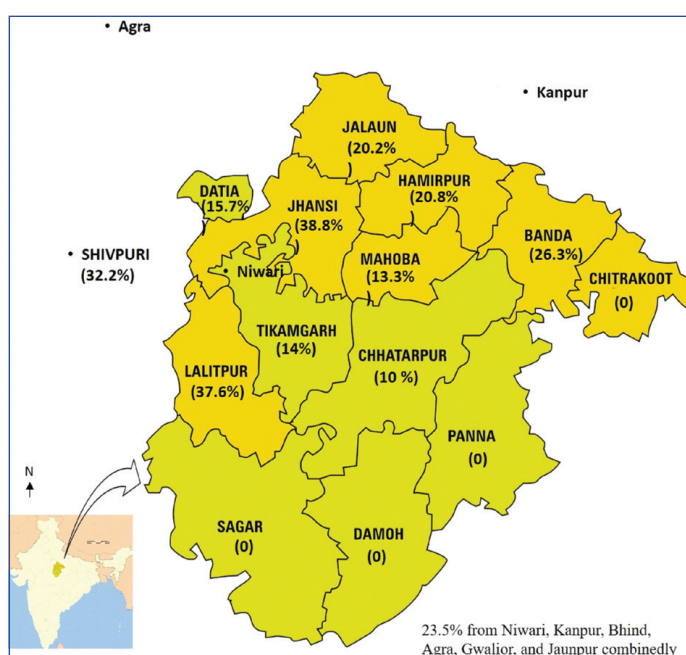 Agra
Kanpur
JALAUN
(20.2%
DATIA
(15.7%
HAMIRPUR
(20.8%
JHANSI
(38.8%
BANDA
(26.3%)
SHIVPURI
(32.2%)
MAHOBA
(13.3%
Niwari
CHITRAKOOT
(0)
TIKAMGARH
(14%)
CHHATARPUR
(10 %)
LALITPUR
(37.6%)
PANNA
(0)
N
SAGAR
(0)
DAMOH
(0)
23.5% from Niwari, Kanpur, Bhind,
Agra, Gwalior, and Jaunpur combinedly